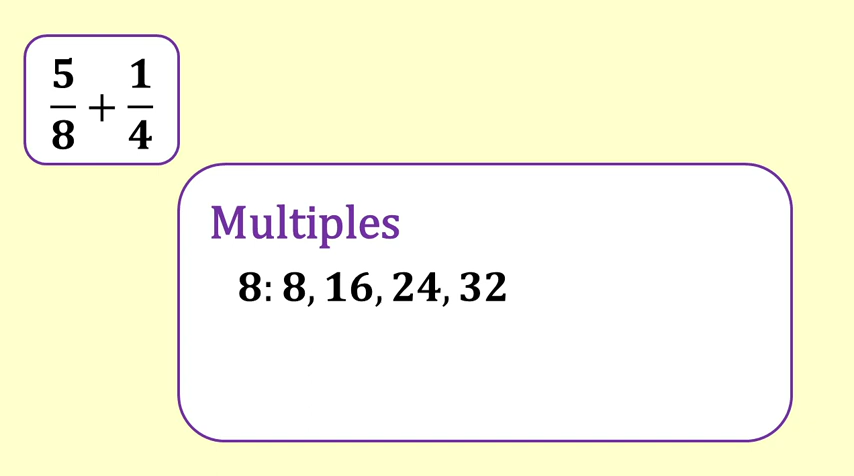 5/8 + 1/4
Multiples
8: 8, 16, 24, 32